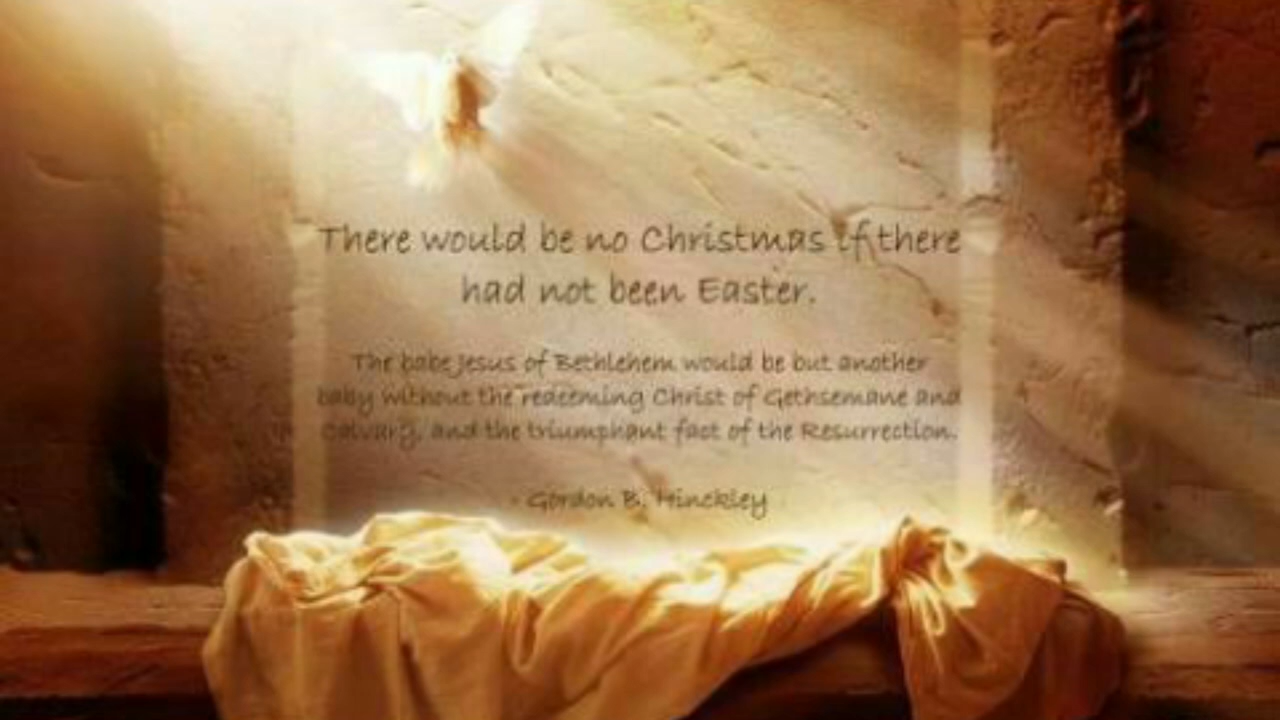 There would be no Christmas if there
had not been Easter.
The babe Jesus of Bethlehem would be but another
baby without the redeeming Christ of Gethsemane and
Calvary, and the triumphant fact of the Resurrection.
- Gordon B. Hinckley